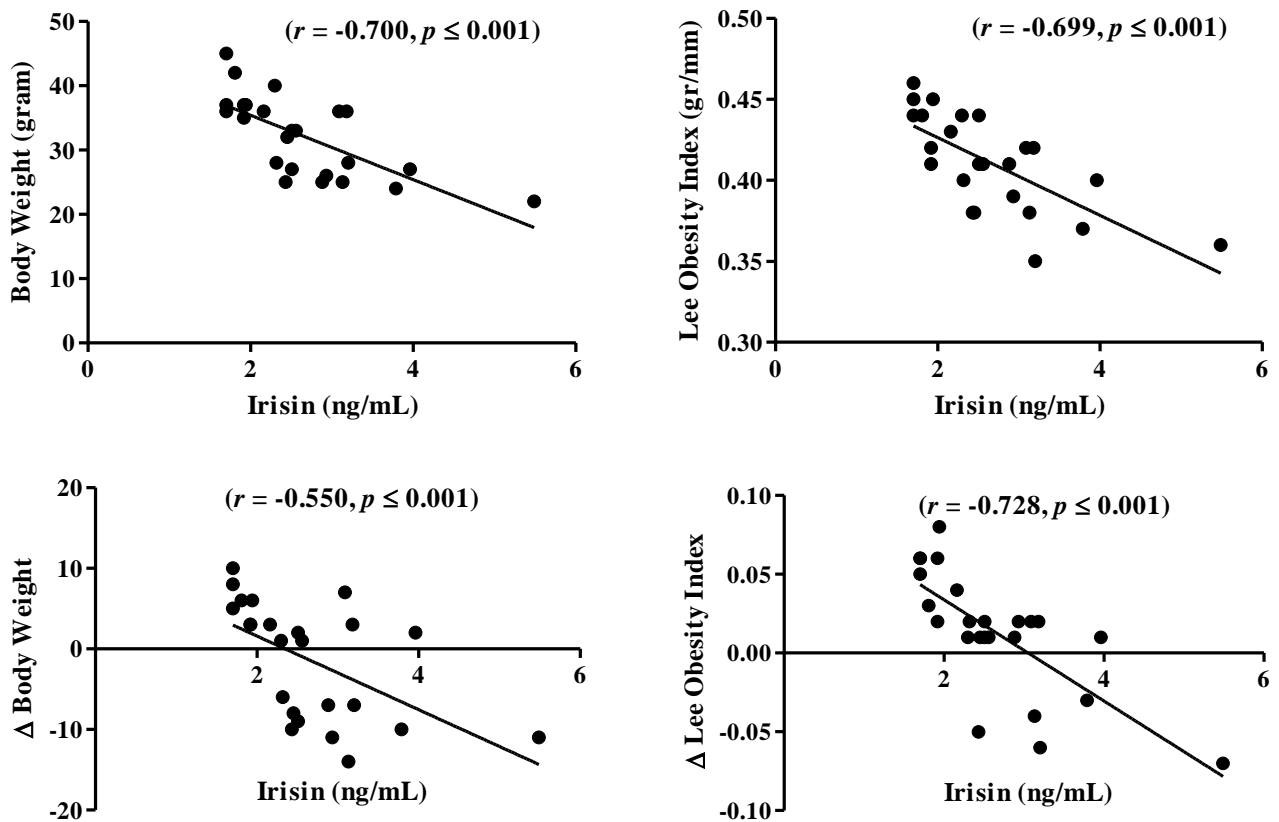 (r = -0.700, p ≤ 0.001)
Body Weight (gram)
50
40
30
20
10
0
0
2
4
6
Irisin (ng/mL)
(r = -0.699, p ≤ 0.001)
Lee Obesity Index (gr/mm)
0.50
0.45
0.40
0.35
0.30
0
2
4
6
Irisin (ng/mL)
(r = -0.550, p ≤ 0.001)
Δ Body Weight
20
10
0
-10
-20
2
4
6
Irisin (ng/mL)
(r = -0.728, p ≤ 0.001)
Δ Lee Obesity Index
0.10
0.05
0.00
-0.05
-0.10
2
4
6
Irisin (ng/mL)